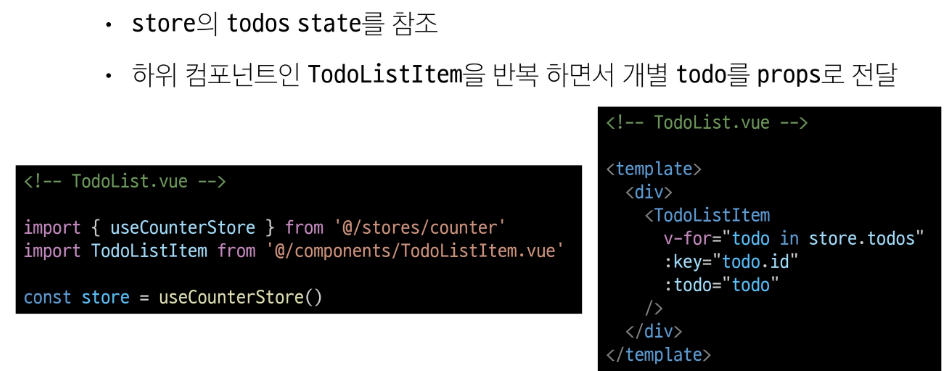 • store의 todos state를 참조
• 하위 컴포넌트인 TodoListItem을 반복 하면서 개별 todo를 props로 전달
<!-- TodoList.vue -->
import { useCounterStore } from '@/stores/counter'
import TodoListItem from '@/components/TodoListItem.vue'
const store = useCounterStore()
<!-- TodoList.vue -->
<template>
  <div>
    <TodoListItem
      v-for="todo in store.todos"
      :key="todo.id"
      :todo="todo"
    />
  </div>
</template>